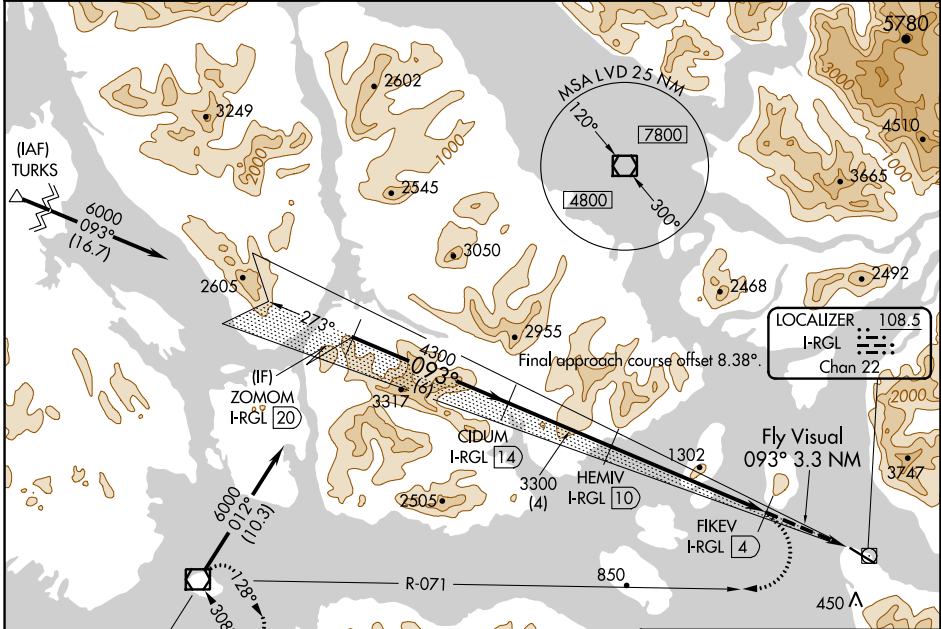 5780
3000
2602
MSA LVD 25 NM
3249
120°
7800
4510
(IAF)
TURKS
2000
1000
1000
3665
2545
4800
300°
6000
093°
(16.7)
3050
2605
2468
2492
273°
2955
LOCALIZER 108.5
I-RGL
Chan 22
4300
093°
(6)
Final approach course offset 8.38°.
(IF)
ZOMOM
I-RGL 20
3317
2000
CIDUM
I-RGL 14
1302
Fly Visual
093° 3.3 NM
3747
3300
(4)
HEMIV
I-RGL 10
2505
FIKEV
I-RGL 4
6000
012°
(10.3)
128°
308°
R-071
850
450